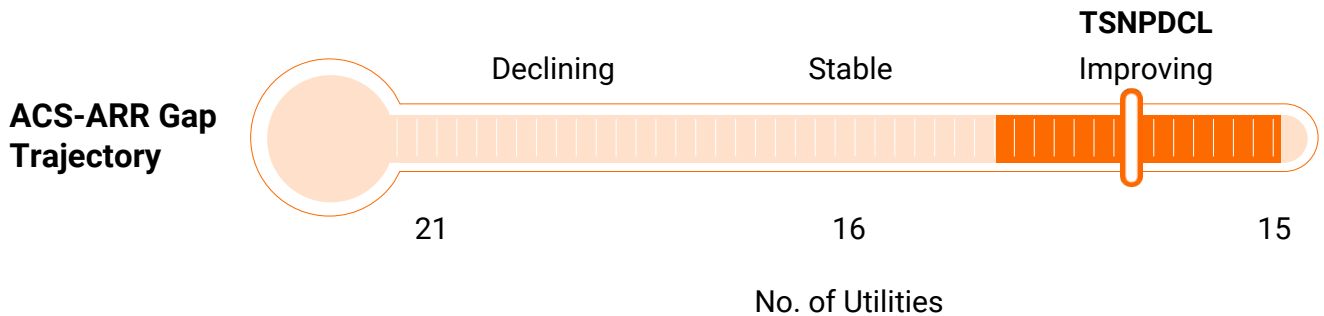 TSNPDCL
Declining Stable Improving
ACS-ARR Gap
Trajectory
21 16 15
No. of Utilities